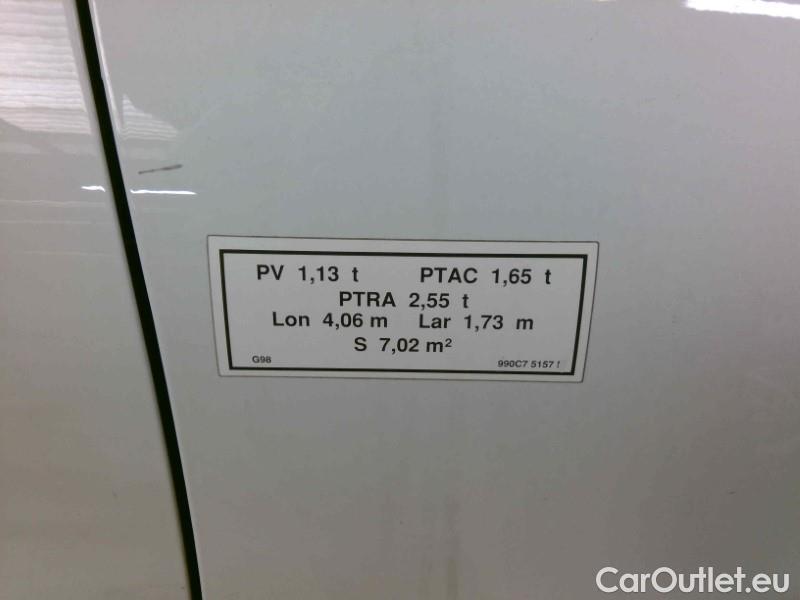 PV 1,13 t PTAC 1,65 t
PTRA 2,55 t
Lon 4,06 m Lar 1,73 m
S 7,02 m²
G98 990C7 5157
CarOutlet.eu